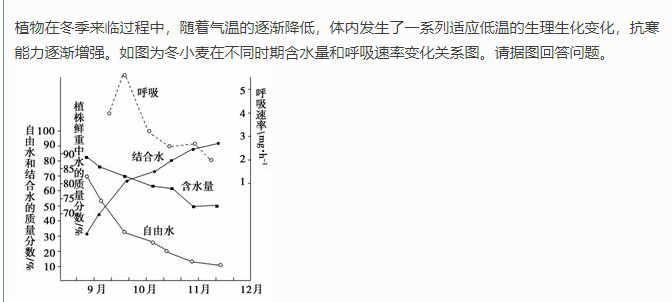 植物在冬季来临过程中，随着气温的逐渐降低，体内发生了一系列适应低温的生理生化变化，抗寒
能力逐渐增强。如图为冬小麦在不同时期含水量和呼吸速率变化关系图。请据图回答问题。
自由水和结合水的质量分数/%
100
90
80
70
60
50
40
30
20
10
植株鲜重中水的质量分数/%
90
85
80
75
70
呼吸
结合水
含水量
自由水
呼吸速率/mg·h⁻¹
5
4
3
2
1
9月 10月 11月 12月